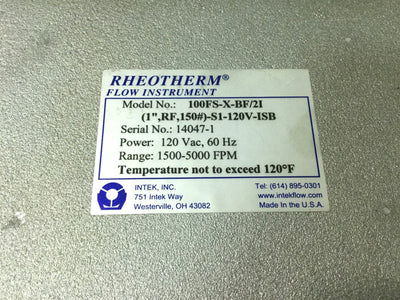 RHEOTHERM®
FLOW INSTRUMENT
Model No.: 100FS-X-BF/2I
(1",RF,150#)-S1-120V-ISB
Serial No.: 14047-1
Power: 120 Vac, 60 Hz
Range: 1500-5000 FPM
Temperature not to exceed 120°F
INTEK, INC. Tel: (614) 895-0301
751 Intek Way www.intekflow.com
Westerville, OH 43082 Made in the U.S.A.